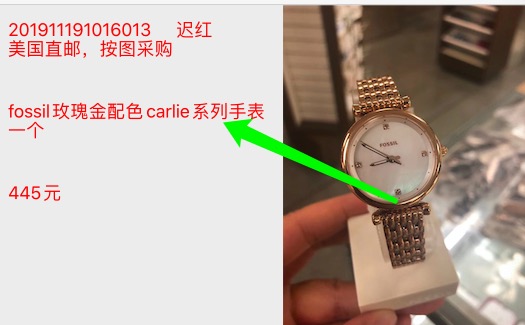 201911191016013 迟红
美国直邮，按图采购
fossil玫瑰金配色carlie系列手表
一个
445元
FOSSIL